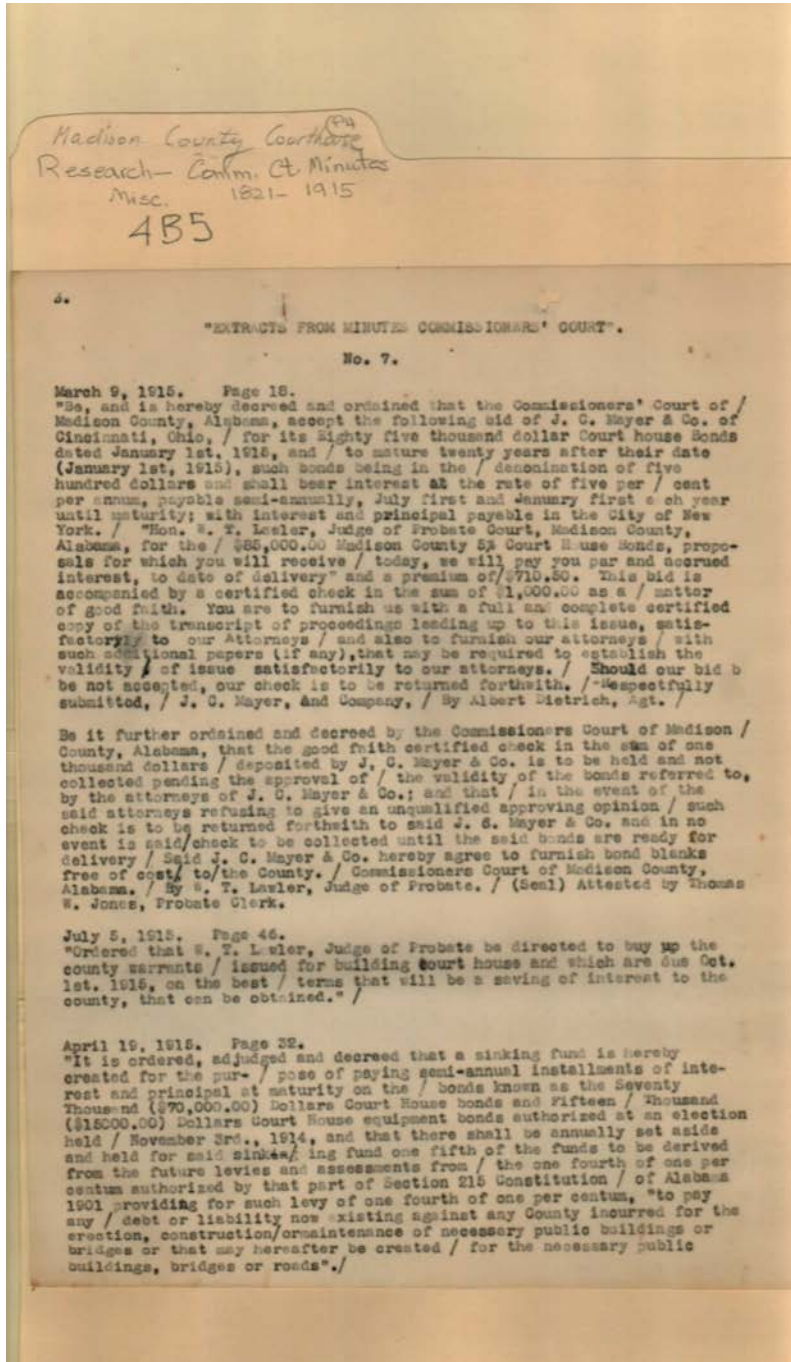 Madison County Courthouse
Research- Comm. Ct. Minutes
Misc. 1821- 1915
4B5
3.
"EXTRACTS FROM MINUTES COMMISSIONERS' COURT".
No. 7.
March 9, 1915. Page 18.
"Be, and is hereby decreed and ordained that the Commissioners' Court of /
Madison County, Alabama, accept the following bid of J. C. Mayer & Co. of
Cincinnati, Ohio, / for its Eighty five thousand dollar Court house Bonds
dated January 1st, 1915, and / to mature twenty years after their date
(January 1st, 1915), such bonds being in the / denomination of five
hundred dollars and shall bear interest at the rate of five per / cent
per annum, payable semi-annually, July first and January first e ch year
until maturity; with interest and principal payable in the City of New
York. / "Hon. W. T. Lawler, Judge of Probate Court, Madison County,
Alabama, for the / $85,000.00 Madison County 5% Court H use Bonds, propo-
sals for which you will receive / today, we will pay you par and accrued
interest, to date of delivery" and a premium of/$710.50. This bid is
accompanied by a certified check in the sum of $1,000.00 as a / matter
of good faith. You are to furnish us with a full and complete certified
copy of the transcript of proceedings leading up to this issue, satis-
factoryly to our Attorneys / and also to furnish our attorneys / with
such additional papers (if any),that may be required to establish the
validity / of issue satisfactorily to our attorneys. / Should our bid b
be not accepted, our check is to be returned forthwith. / Respectfully
submitted, / J. C. Mayer, And Company, / By Albert Dietrich, Agt. /
Be it further ordained and decreed by the Commissioners Court of Madison /
County, Alabama, that the good faith certified check in the sum of one
thousand dollars / deposited by J. C. Mayer & Co. is to be held and not
collected pending the approval of / the validity of the bonds referred to,
by the attorneys of J. C. Mayer & Co.; and that / in the event of the
said attorneys refusing to give an unqualified approving opinion / such
check is to be returned forthwith to said J. C. Mayer & Co. and in no
event is said/check to be collected until the said bonds are ready for
delivery / Said J. C. Mayer & Co. hereby agree to furnish bond blanks
free of cost/ to/the County. / Commissioners Court of Madison County,
Alabama. / By W. T. Lawler, Judge of Probate. / (Seal) Attested by Thomas
W. Jones, Probate Clerk.
July 5, 1915. Page 46.
"Ordered that W. T. L wler, Judge of Probate be directed to buy up the
county warrants / issued for building court house and which are due Oct.
1st. 1915, on the best / terms that will be a saving of interest to the
county, that can be obtained." /
April 19, 1915. Page 32.
"It is ordered, adjudged and decreed that a sinking fund is hereby
created for the pur- / pose of paying semi-annual installments of inte-
rest and principal at maturity on the / bonds known as the Seventy
Thousand ($70,000.00) Dollars Court House bonds and Fifteen / Thousand
($15000.00) Dollars Court House equipment bonds authorized at an election
held / November 3rd., 1914, and that there shall be annually set aside
and held for said sink / ing fund one fifth of the funds to be derived
from the future levies and assessments from / the one fourth of one per
centum authorized by that part of Section 215 Constitution / of Alabama
1901 providing for such levy of one fourth of one per centum, "to pay
any / debt or liability now existing against any County incurred for the
erection, construction/ormaintenance of necessary public buildings or
bridges or that may hereafter be created / for the necessary public
buildings, bridges or roads"./